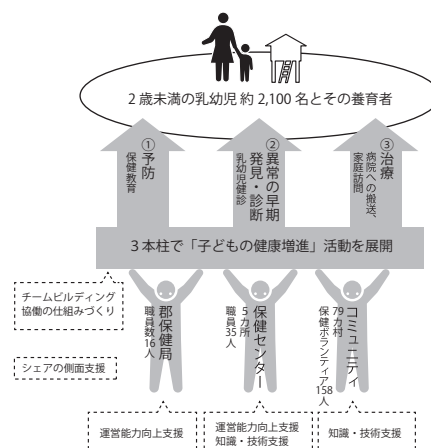 2歳未満の乳幼児 約2,100名とその養育者
①
予防
保健教育
②
異常の早期
発見・診断
乳幼児健診
③
治療
病院への搬送、
家庭訪問
3本柱で「子どもの健康増進」活動を展開
チームビルディング
協働の仕組みづくり
シェアの側面支援
郡保健局
職員数16人
保健センター
5カ所
職員35人
コミュニティ
79カ村
保健ボランティア158人
運営能力向上支援
運営能力向上支援
知識・技術支援
知識・技術支援